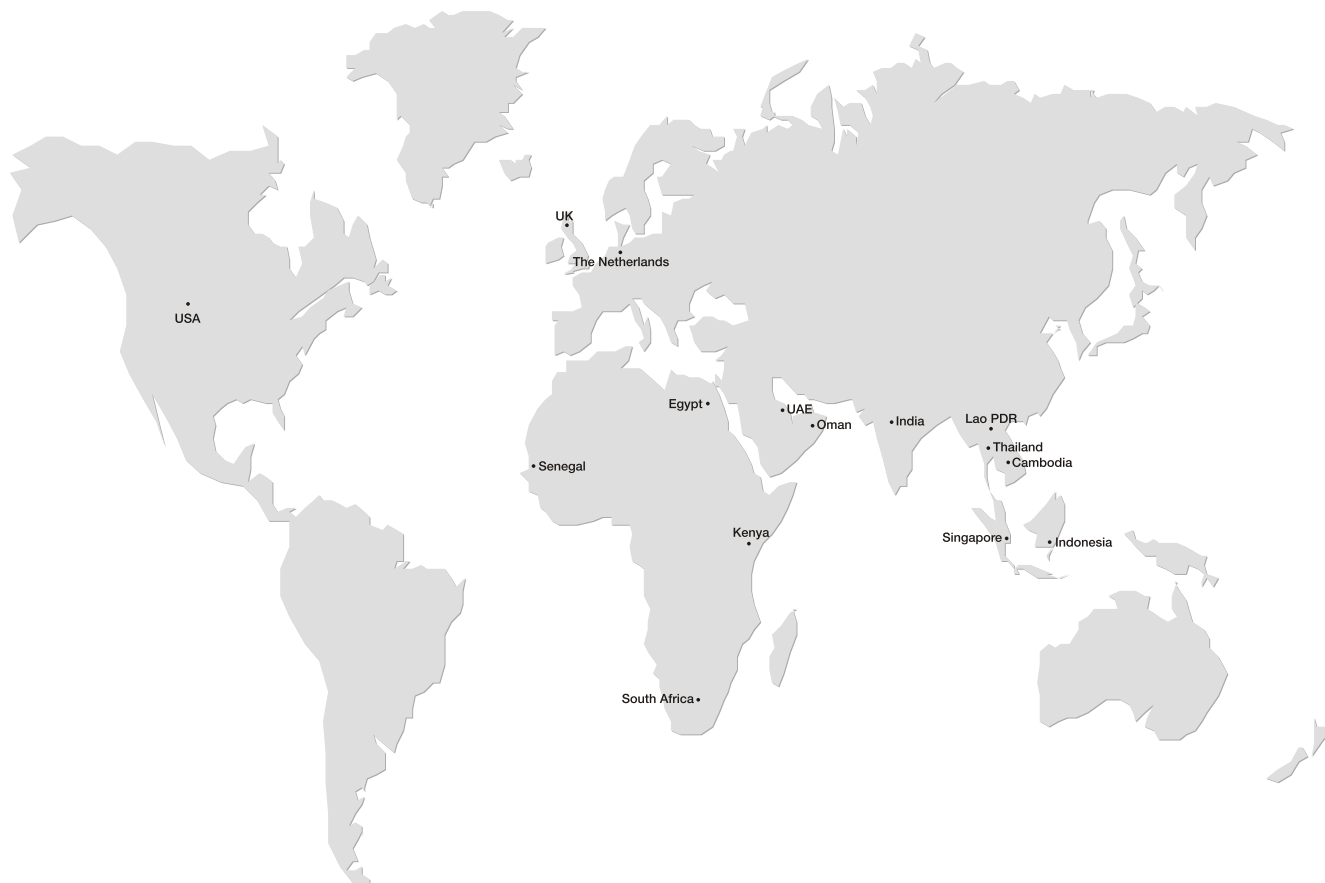 UK
The Netherlands
USA
Egypt
UAE
Oman
India
Lao PDR
Thailand
Cambodia
Senegal
Kenya
Singapore
Indonesia
South Africa